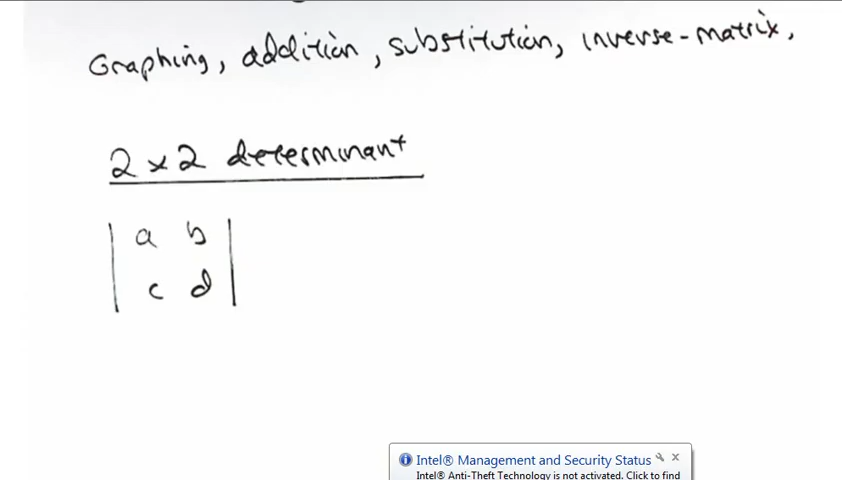 Graphing, addition, substitution, inverse-matrix,
2 x 2 determinant
a b
c d
Intel® Management and Security Status
Intel® Anti-Theft Technology is not activated. Click to find